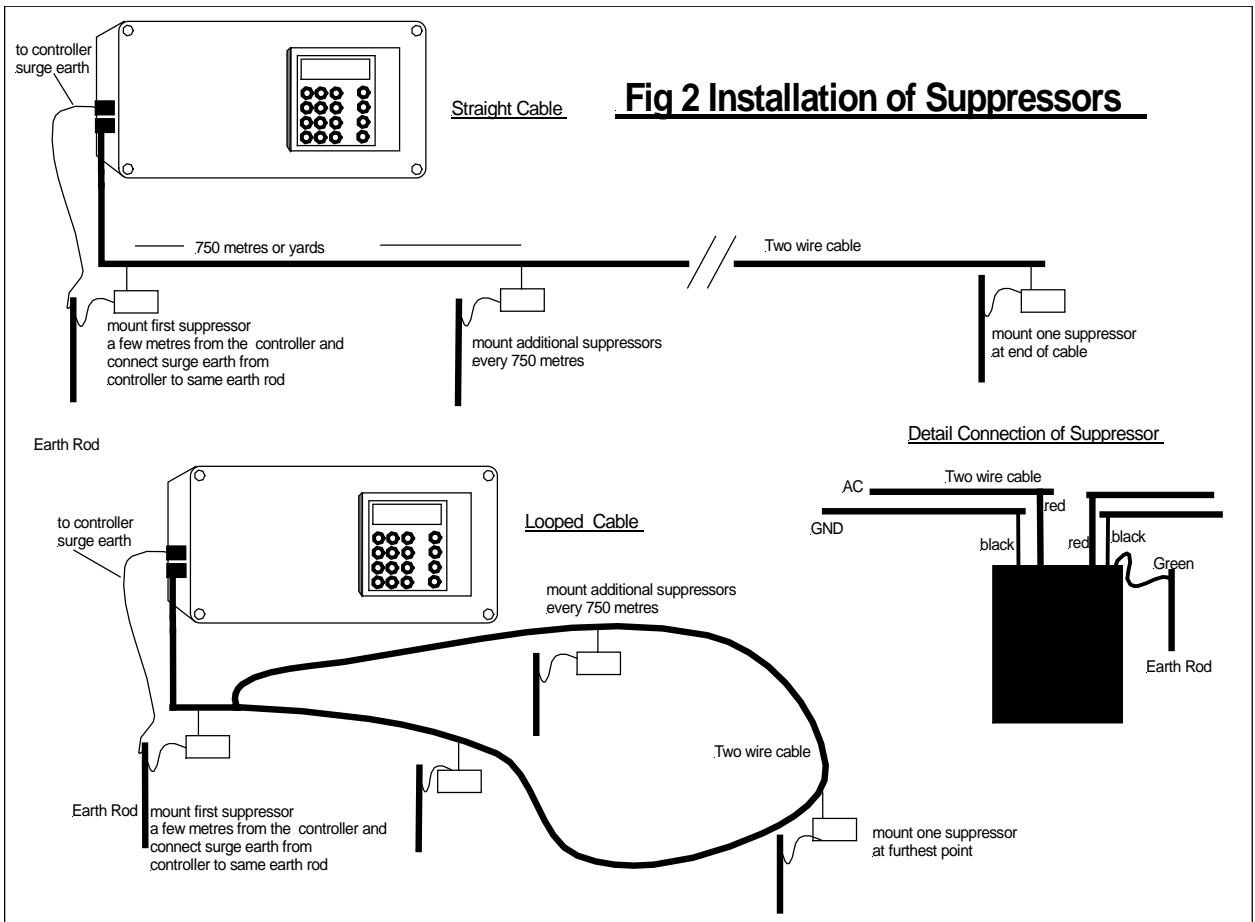 to controller
surge earth
Straight Cable
Fig 2 Installation of Suppressors
750 metres or yards
Two wire cable
mount first suppressor
a few metres from the controller and
connect surge earth from
controller to same earth rod
mount additional suppressors
every 750 metres
mount one suppressor
at end of cable
Earth Rod
Detail Connection of Suppressor
AC
Two wire cable
red
GND
black
red
black
Green
Earth Rod
to controller
surge earth
Looped Cable
mount additional suppressors
every 750 metres
Two wire cable
Earth Rod
mount first suppressor
a few metres from the controller and
connect surge earth from
controller to same earth rod
mount one suppressor
at furthest point